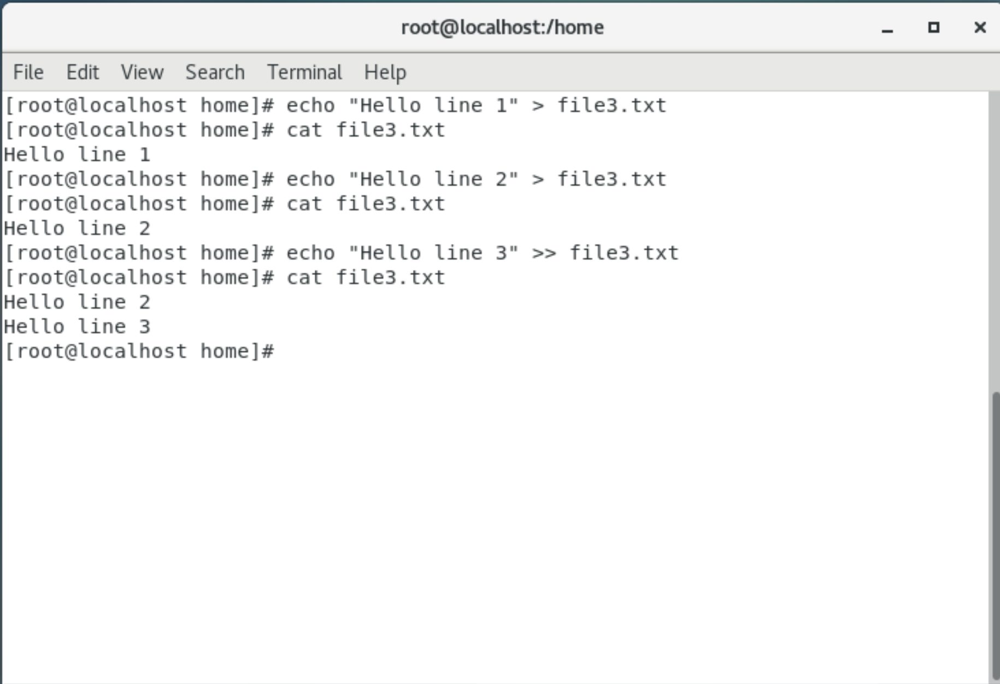 root@localhost:/home
File Edit View Search Terminal Help
[root@localhost home]# echo "Hello line 1" > file3.txt
[root@localhost home]# cat file3.txt
Hello line 1
[root@localhost home]# echo "Hello line 2" > file3.txt
[root@localhost home]# cat file3.txt
Hello line 2
[root@localhost home]# echo "Hello line 3" >> file3.txt
[root@localhost home]# cat file3.txt
Hello line 2
Hello line 3
[root@localhost home]#